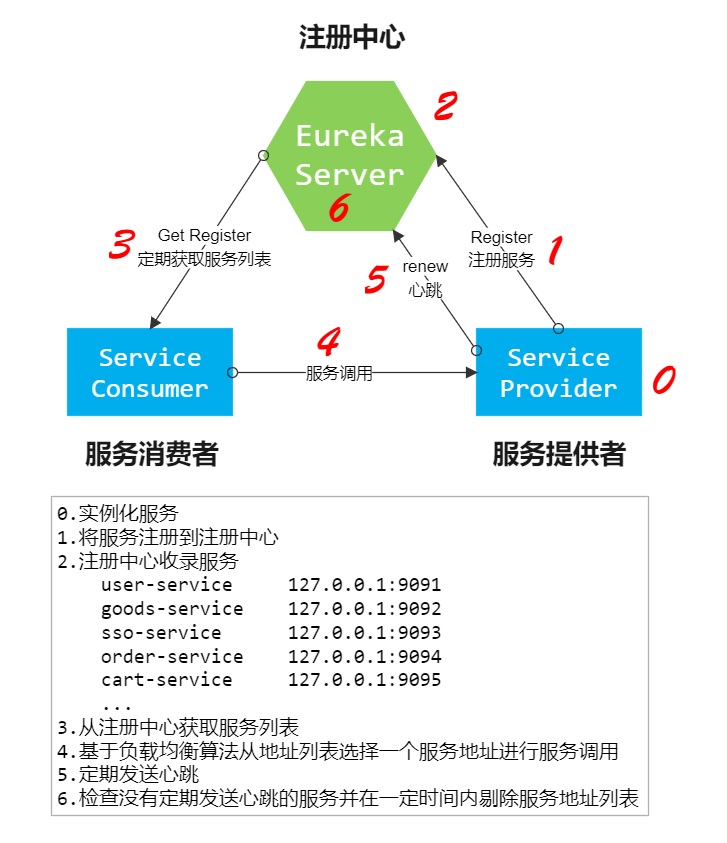 注册中心
2
Eureka
Server
6
3
Get Register
定期获取服务列表
Register
注册服务
1
5
renew
心跳
4
服务调用
Service
Consumer
Service
Provider
0
服务消费者
服务提供者
0.实例化服务
1.将服务注册到注册中心
2.注册中心收录服务
user-service 127.0.0.1:9091
goods-service 127.0.0.1:9092
sso-service 127.0.0.1:9093
order-service 127.0.0.1:9094
cart-service 127.0.0.1:9095
...
3.从注册中心获取服务列表
4.基于负载均衡算法从地址列表选择一个服务地址进行服务调用
5.定期发送心跳
6.检查没有定期发送心跳的服务并在一定时间内剔除服务地址列表